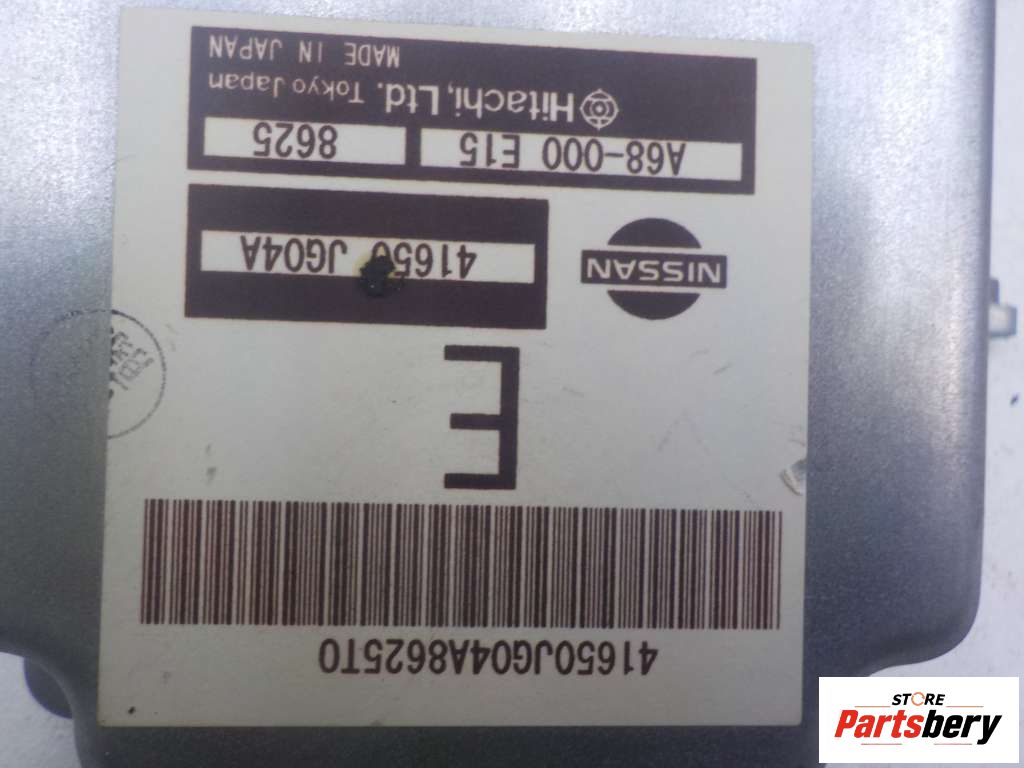 41650JG04A8625T0
E
NISSAN
41650 JG04A
A68-000 E15 8625
Hitachi, Ltd. Tokyo Japan
MADE IN JAPAN
STORE
Partsbery